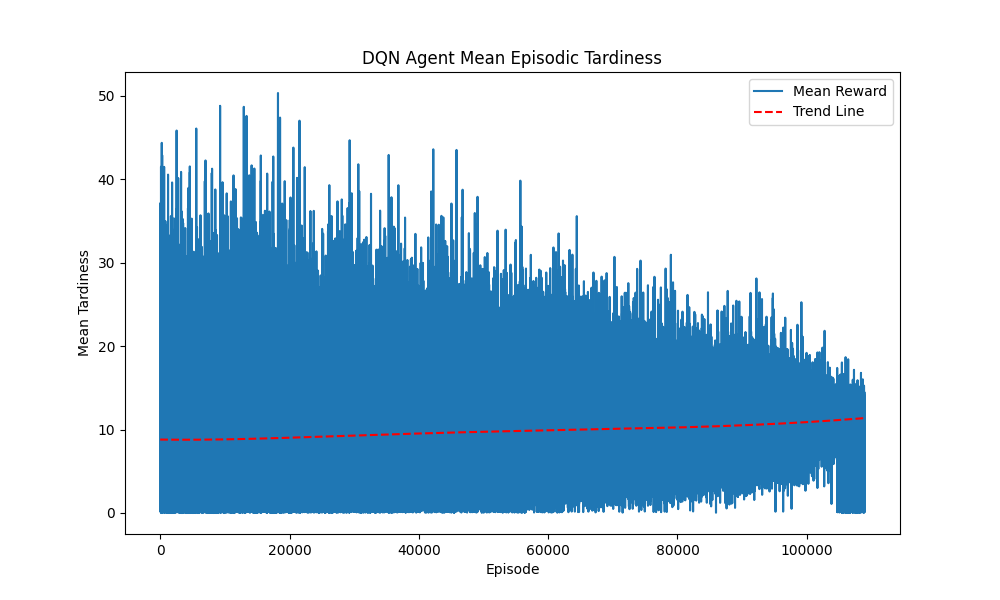 DQN Agent Mean Episodic Tardiness
Mean Reward
Trend Line
50
40
30
20
10
0
Mean Tardiness
0 20000 40000 60000 80000 100000
Episode